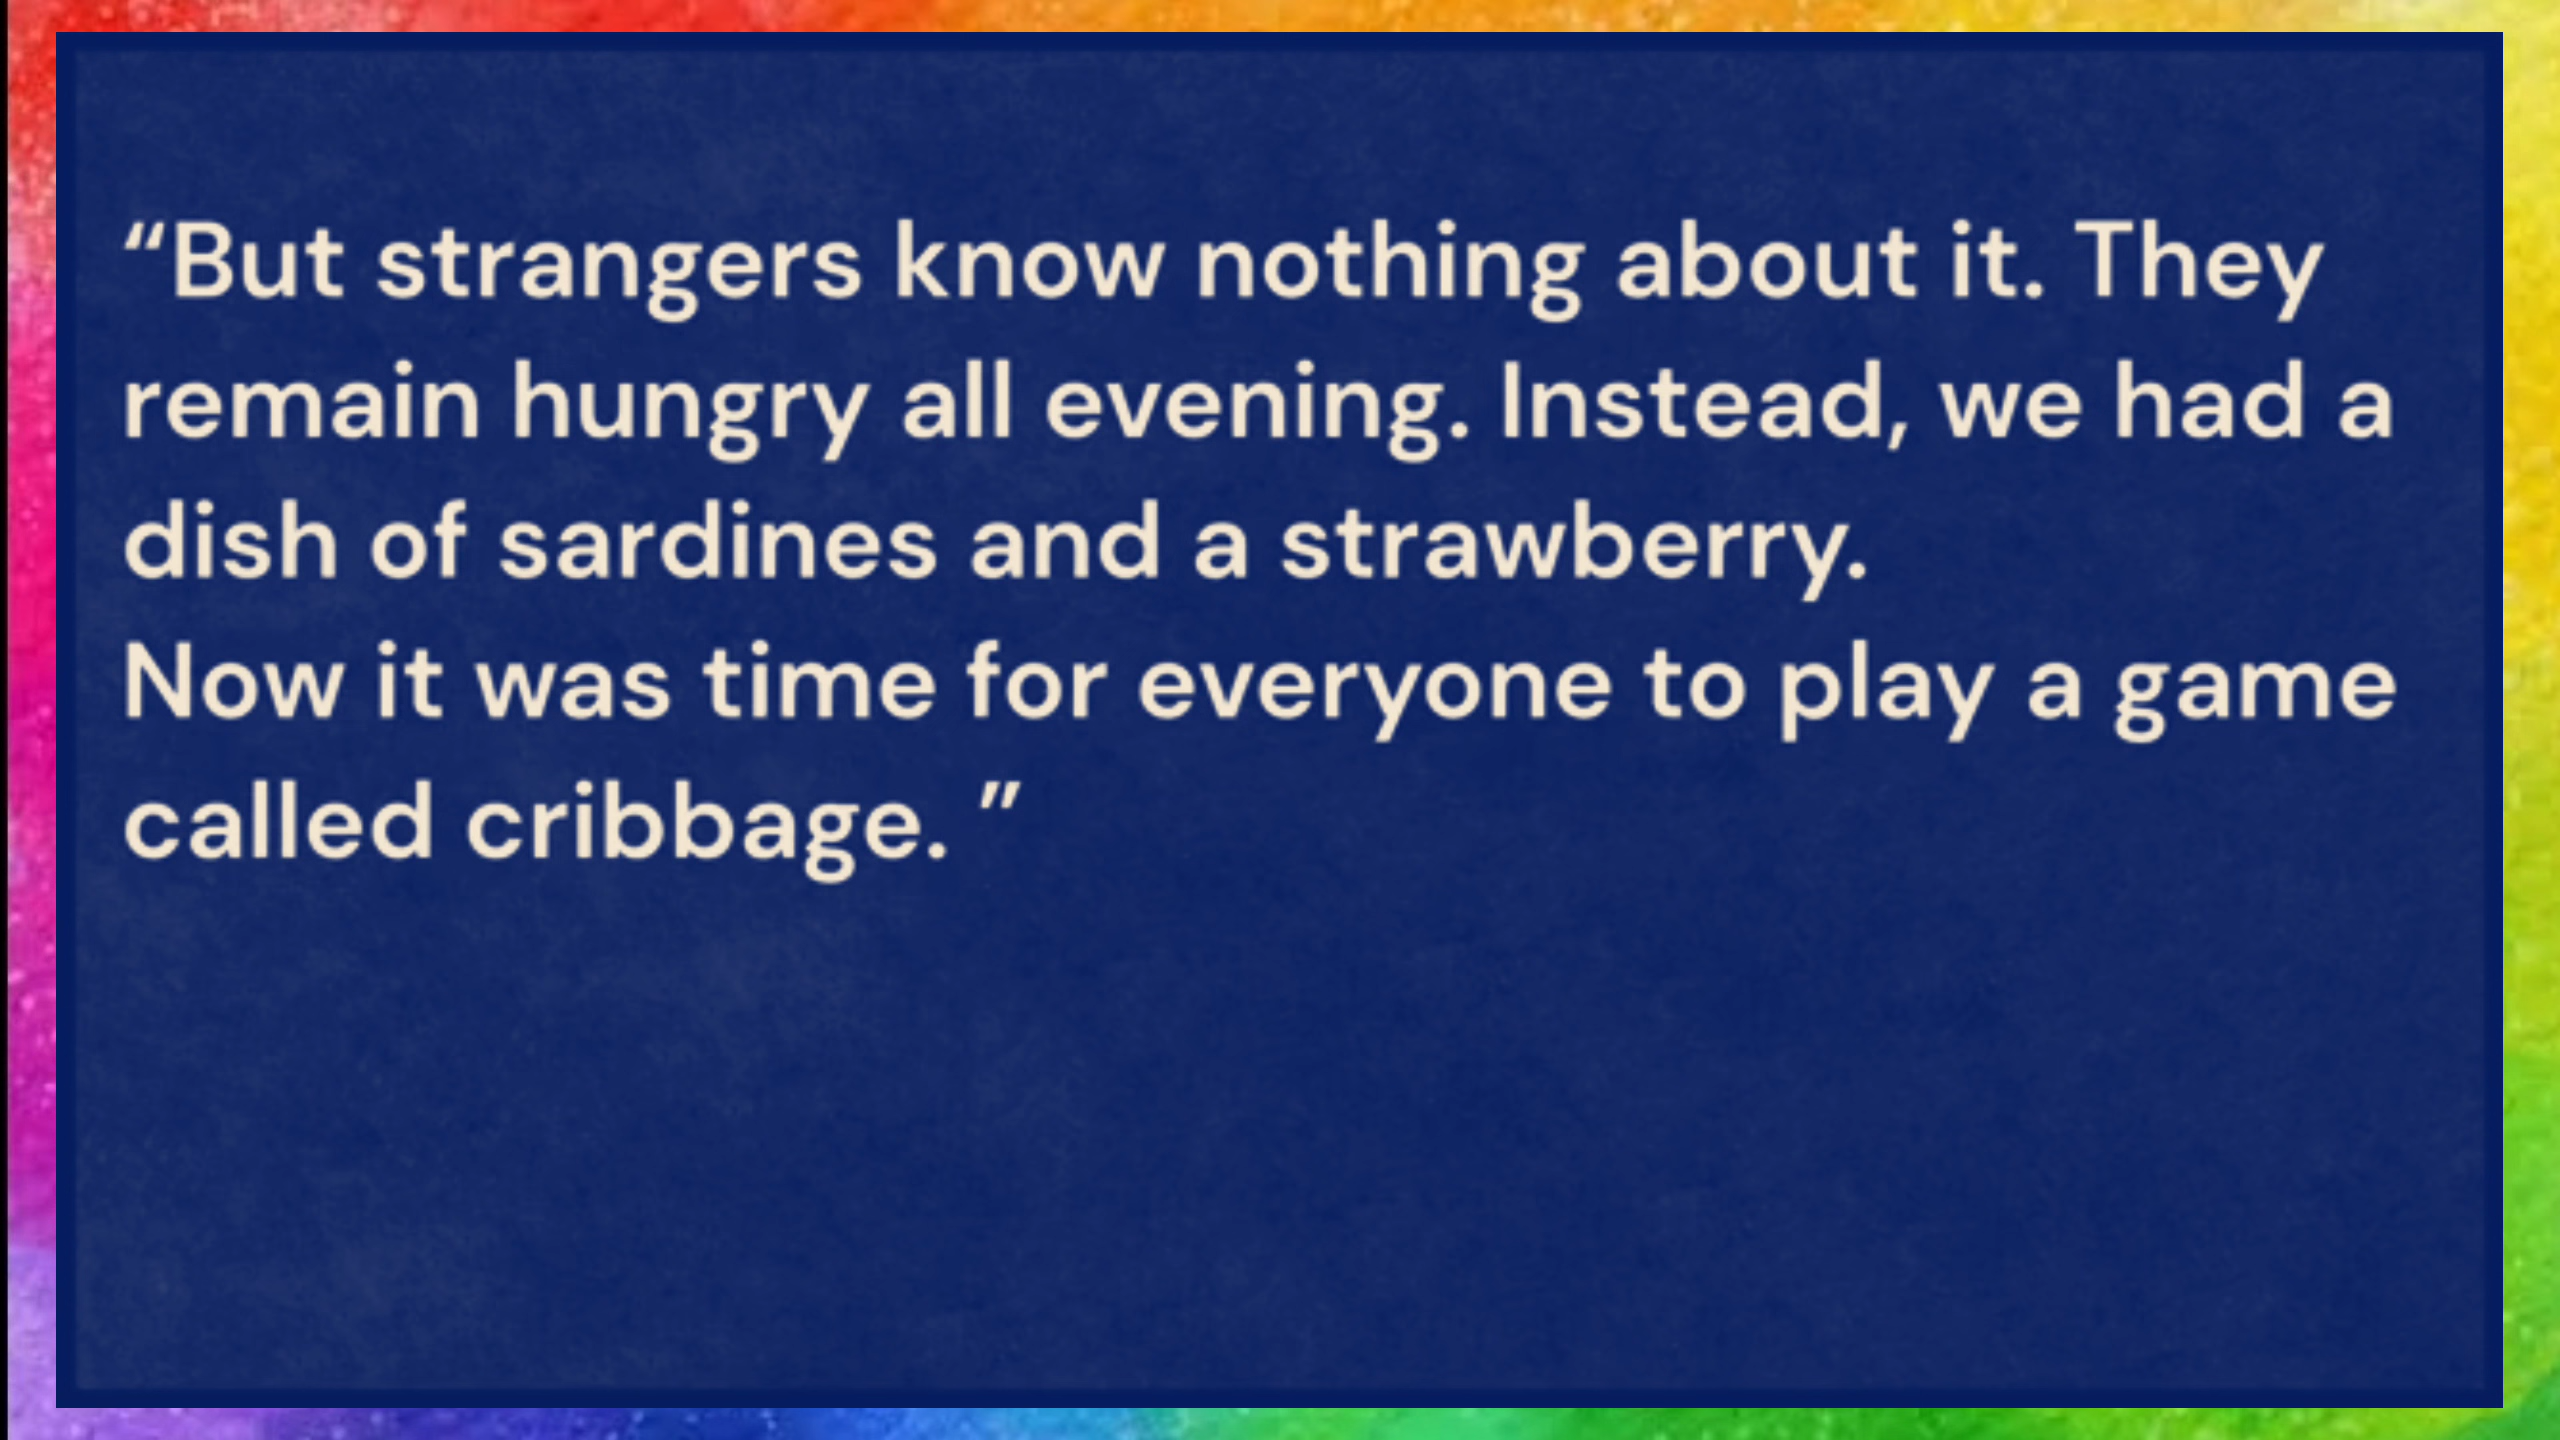 “But strangers know nothing about it. They
remain hungry all evening. Instead, we had a
dish of sardines and a strawberry.
Now it was time for everyone to play a game
called cribbage. ”